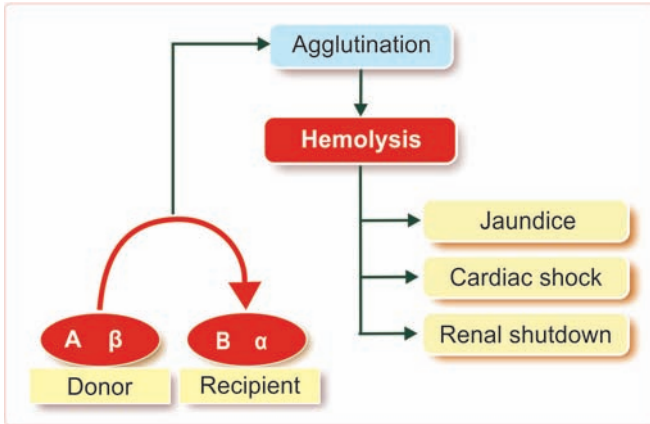 Agglutination
Hemolysis
Jaundice
Cardiac shock
Renal shutdown
A β
B α
Donor
Recipient